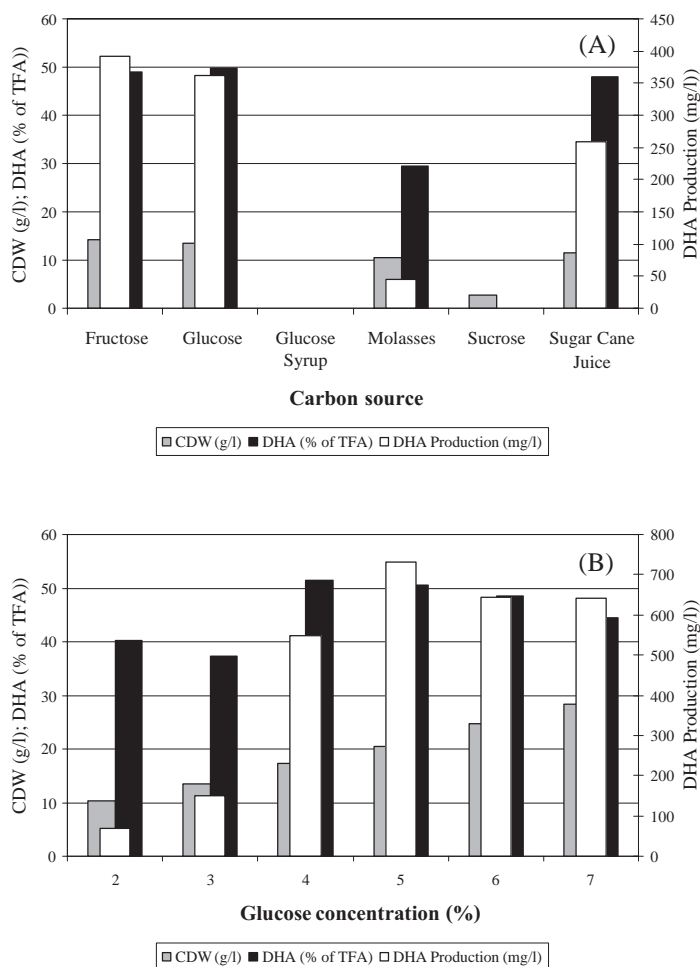 (A)
60
50
40
30
20
10
0
CDW (g/l); DHA (% of TFA))
450
400
350
300
250
200
150
100
50
0
DHA Production (mg/l))
Fructose Glucose Glucose Syrup Molasses Sucrose Sugar Cane Juice
Carbon source
CDW (g/l) DHA (% of TFA) DHA Production (mg/l)
(B)
60
50
40
30
20
10
0
CDW (g/l); DHA (% of TFA))
800
700
600
500
400
300
200
100
0
DHA Production (mg/l))
2 3 4 5 6 7
Glucose concentration (%)
CDW (g/l) DHA (% of TFA) DHA Production (mg/l)